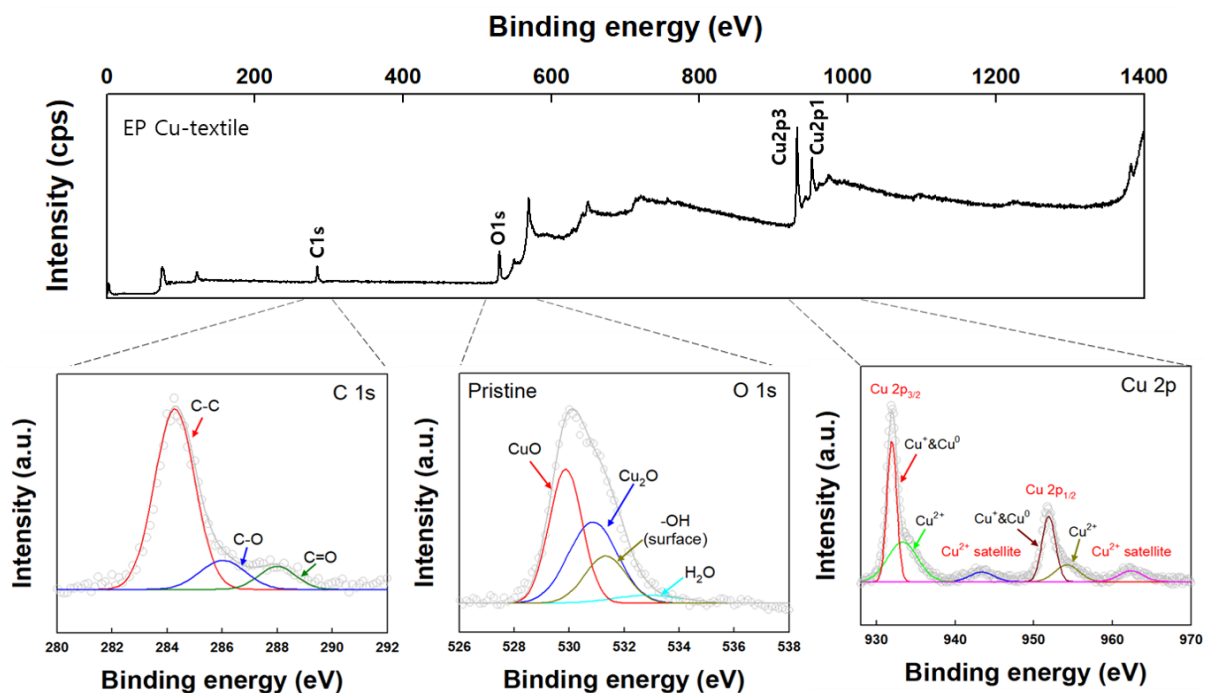 Binding energy (eV)
0 200 400 600 800 1000 1200 1400
EP Cu-textile
Intensity (cps)
C1s
O1s
Cu2p3
Cu2p1
C 1s
C-C
C-O
C=O
Intensity (a.u.)
280 282 284 286 288 290 292
Binding energy (eV)
Pristine
O 1s
CuO
Cu₂O
-OH
(surface)
H₂O
Intensity (a.u.)
526 528 530 532 534 536 538
Binding energy (eV)
Cu 2p
Cu 2p₃/₂
Cu⁺&Cu⁰
Cu²⁺
Cu²⁺ satellite
Cu 2p₁/₂
Cu⁺&Cu⁰
Cu²⁺
Cu²⁺ satellite
Intensity (a.u.)
930 940 950 960 970
Binding energy (eV)